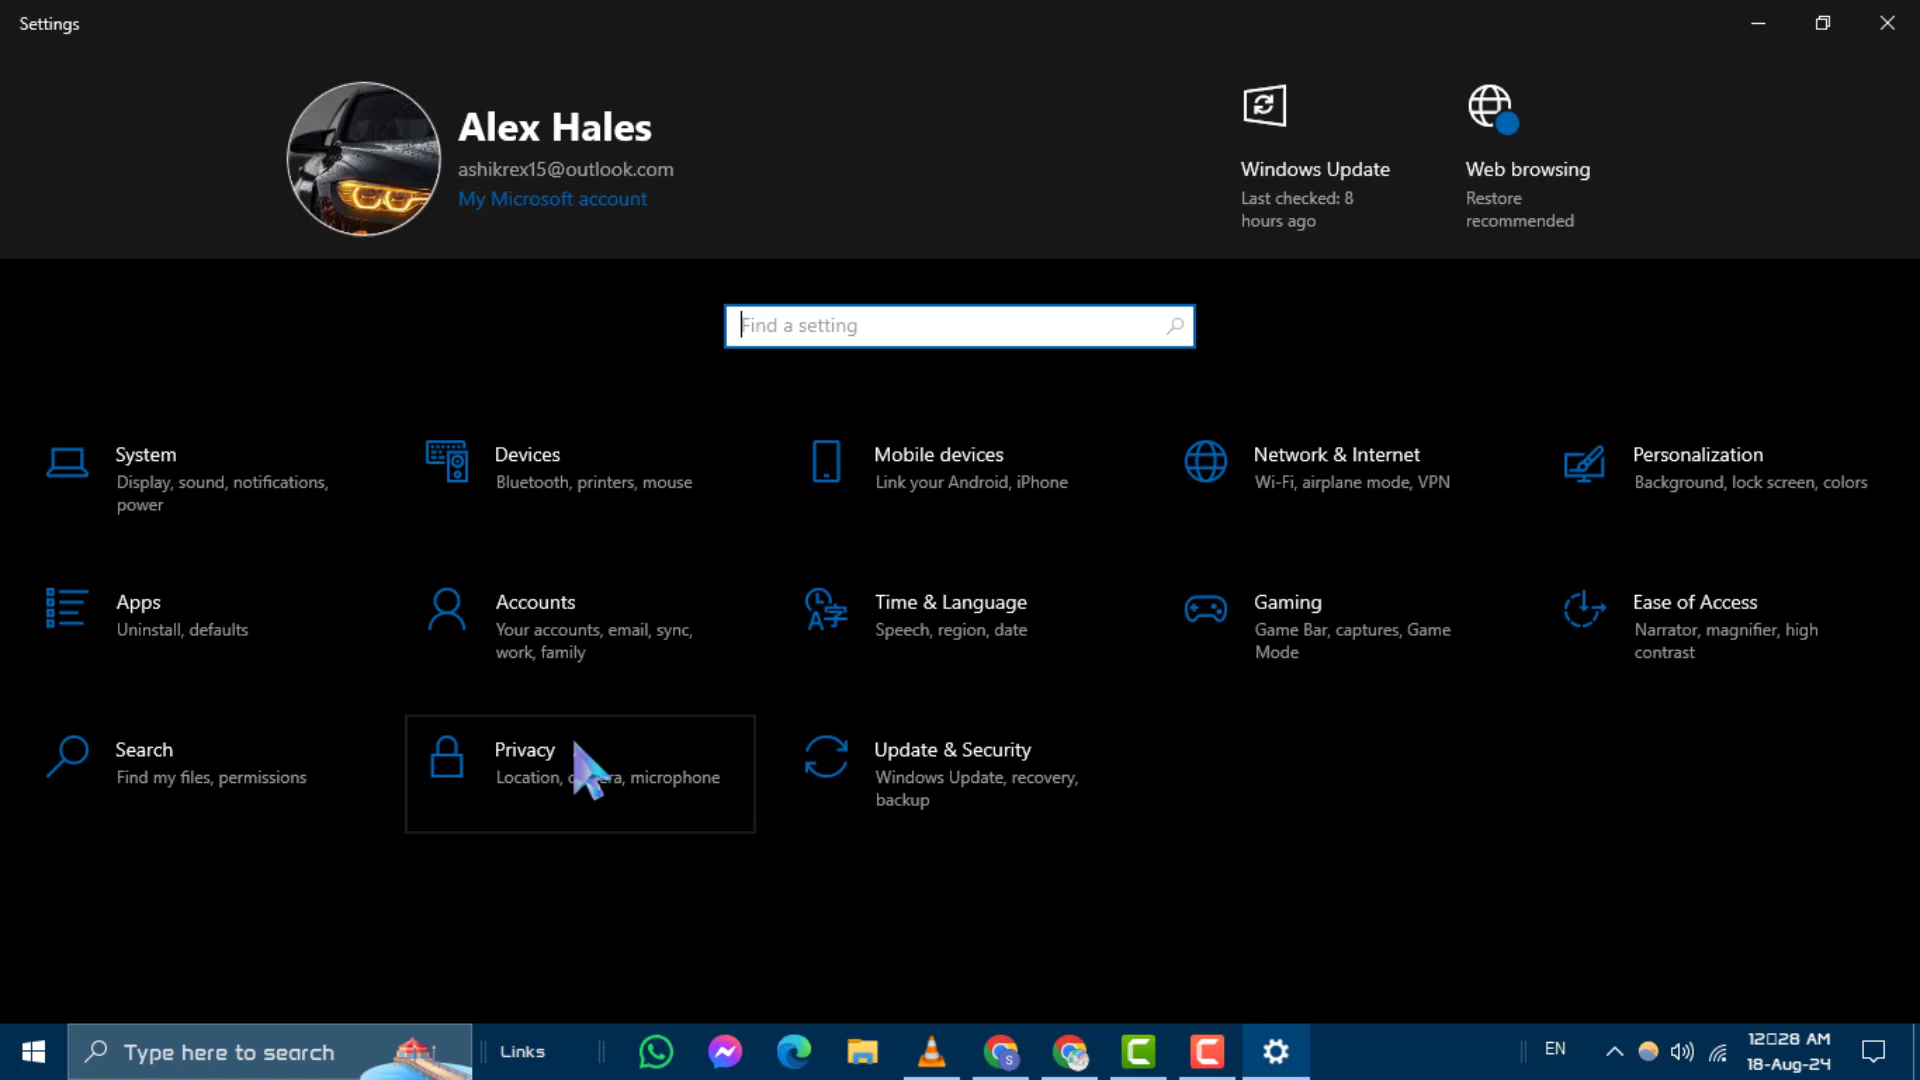 Settings
Alex Hales
ashikrex15@outlook.com
My Microsoft account
Windows Update
Last checked: 8
hours ago
Web browsing
Restore
recommended
Find a setting
System
Display, sound, notifications,
power
Devices
Bluetooth, printers, mouse
Mobile devices
Link your Android, iPhone
Network & Internet
Wi-Fi, airplane mode, VPN
Personalization
Background, lock screen, colors
Apps
Uninstall, defaults
Accounts
Your accounts, email, sync,
work, family
Time & Language
Speech, region, date
Gaming
Game Bar, captures, Game
Mode
Ease of Access
Narrator, magnifier, high
contrast
Search
Find my files, permissions
Privacy
Location, microphone
Update & Security
Windows Update, recovery,
backup
Type here to search
Links
S
EN
12▯28 AM
18-Aug-24